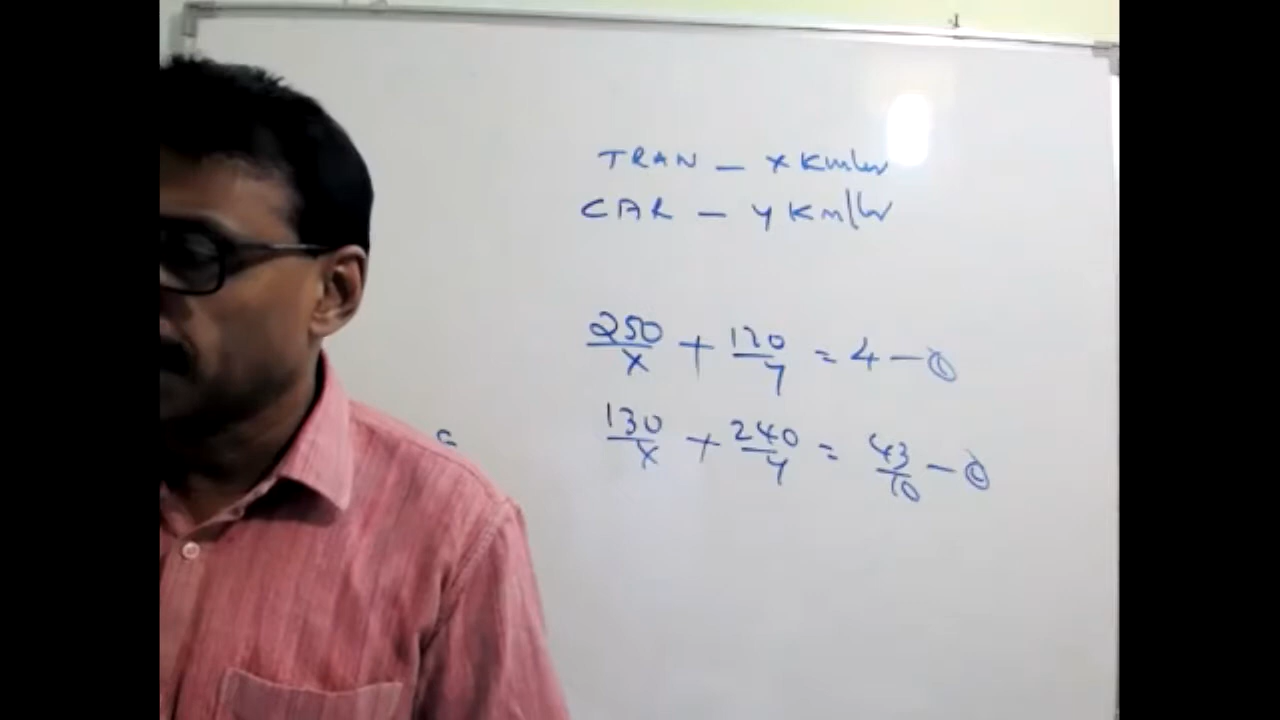 TRAN - x Km/hr
CAR - y Km/hr
250/x + 120/y = 4 - ①
130/x + 240/y = 43/10 - ②
=